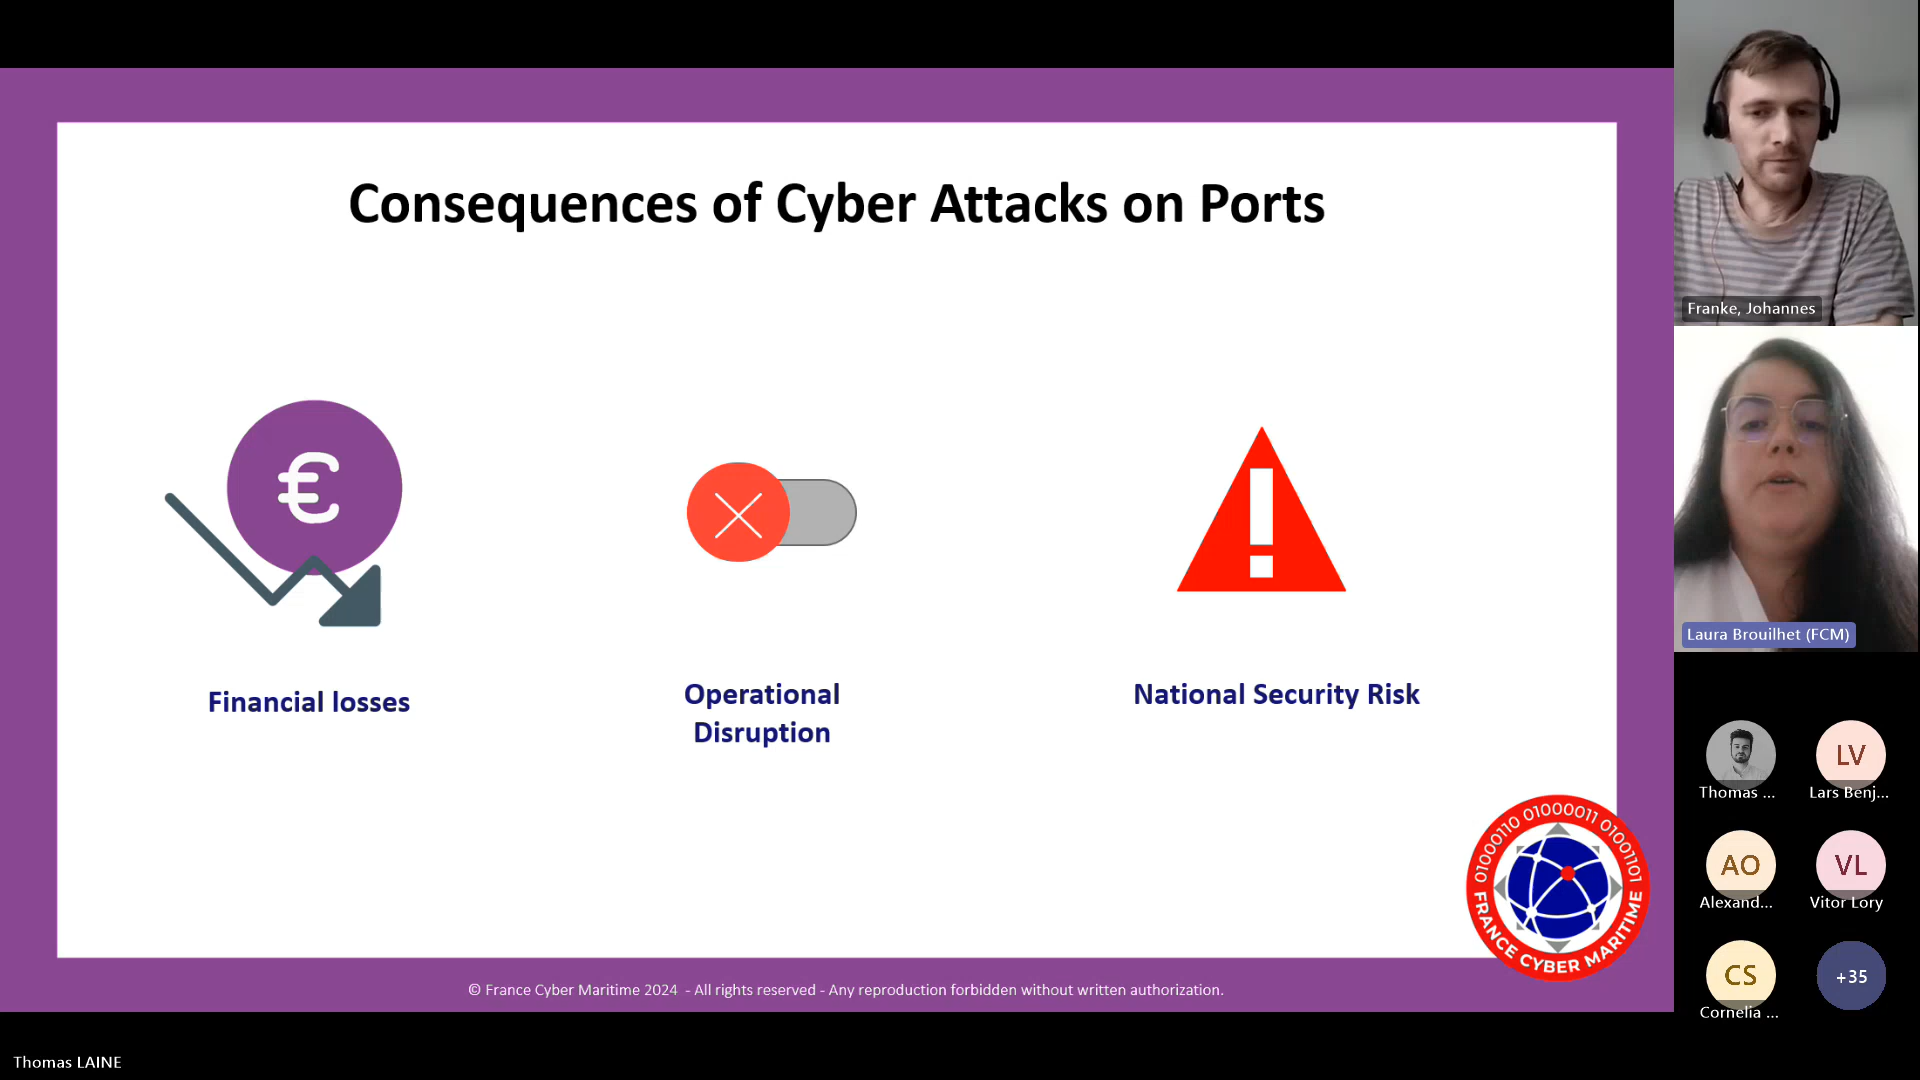 Consequences of Cyber Attacks on Ports
€
Financial losses
Operational
Disruption
National Security Risk
01000110 01000011 01001101
FRANCE CYBER MARITIME
© France Cyber Maritime 2024 - All rights reserved - Any reproduction forbidden without written authorization.
Thomas LAINE
Franke, Johannes
Laura Brouilhet (FCM)
Thomas ...
LV
Lars Benj...
AO
Alexand...
VL
Vitor Lory
CS
Cornelia ...
+35